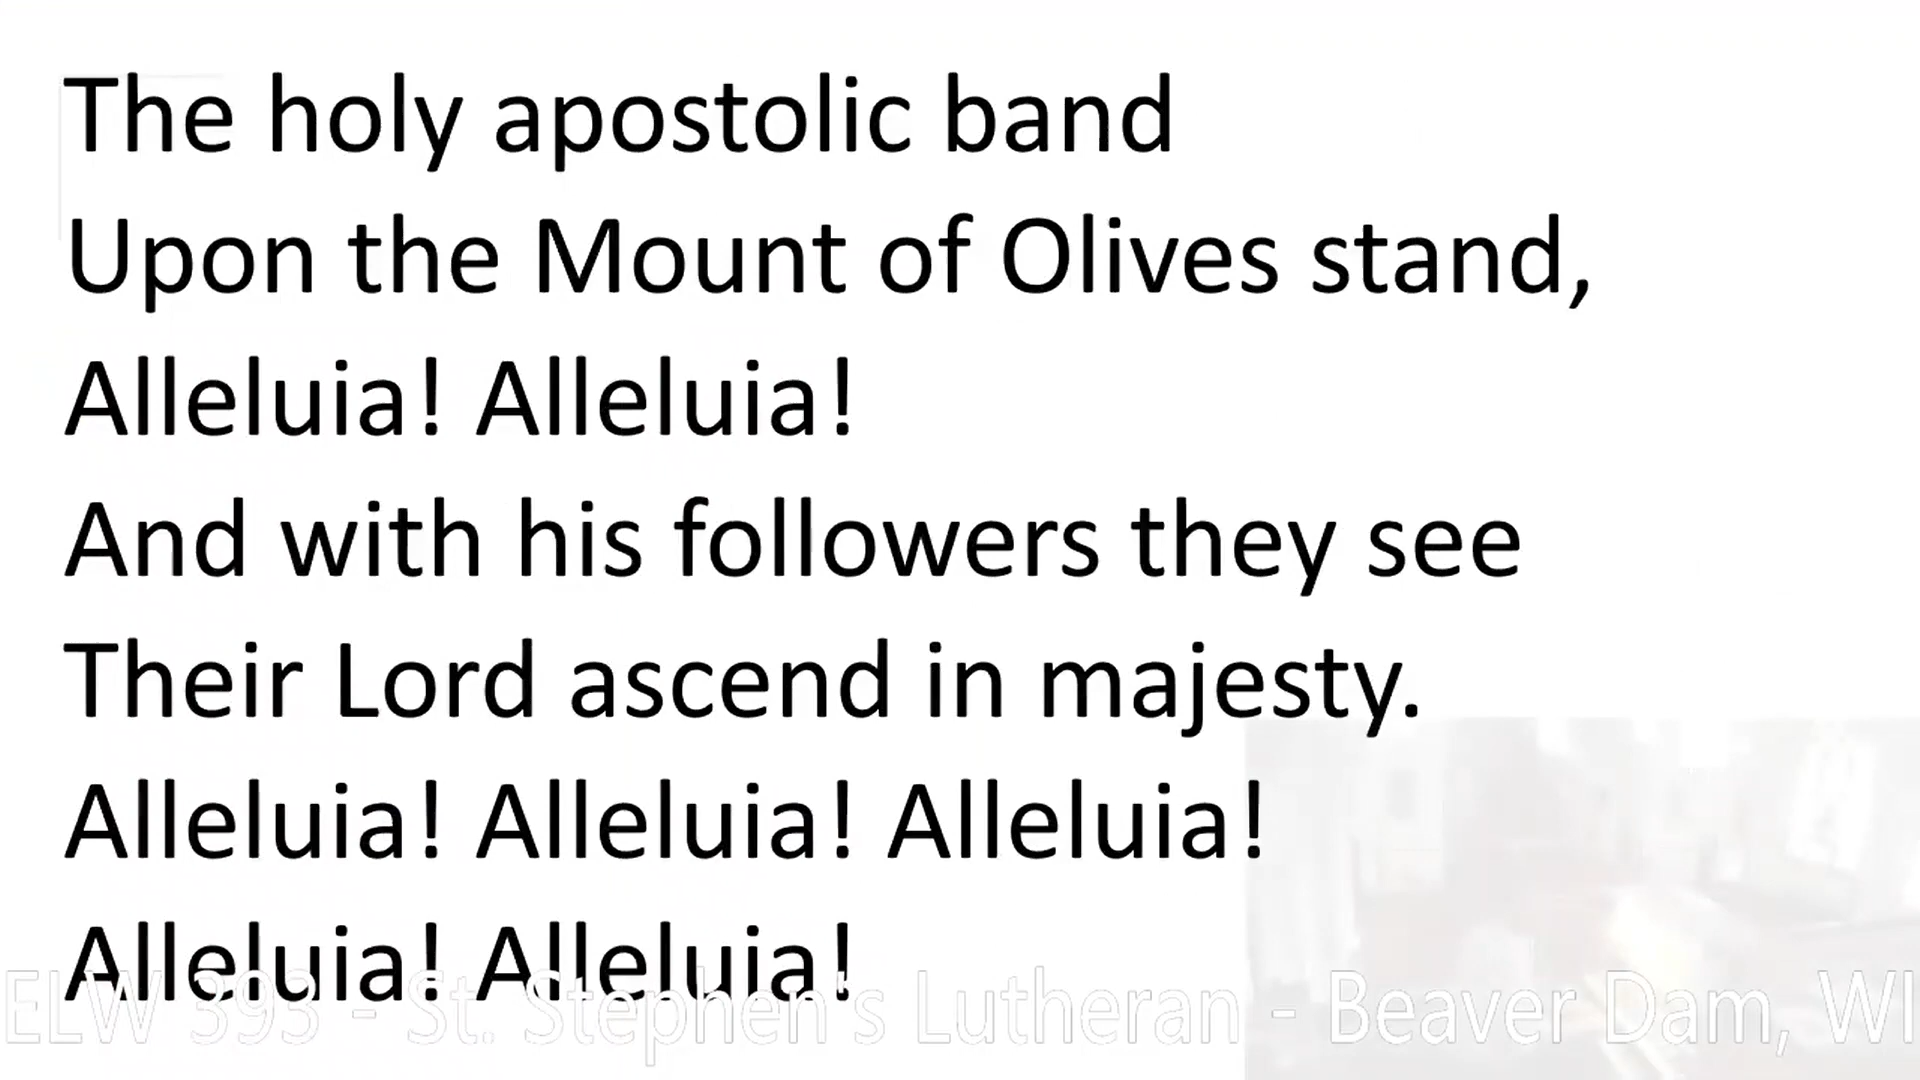 The holy apostolic band
Upon the Mount of Olives stand,
Alleluia! Alleluia!
And with his followers they see
Their Lord ascend in majesty.
Alleluia! Alleluia! Alleluia!
Alleluia! Alleluia!
ELW 393 - St. Stephen's Lutheran - Beaver Dam, WI